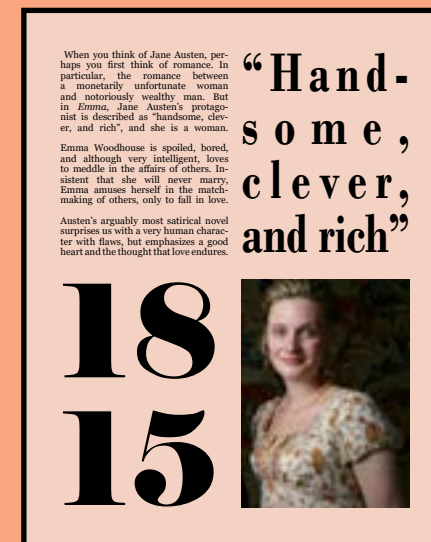 When you think of Jane Austen, per-
haps you first think of romance. In
particular, the romance between
a monetarily unfortunate woman
and notoriously wealthy man. But
in Emma, Jane Austen's protago-
nist is described as "handsome, clev-
er, and rich", and she is a woman.
Emma Woodhouse is spoiled, bored,
and although very intelligent, loves
to meddle in the affairs of others. In-
sistent that she will never marry,
Emma amuses herself in the match-
making of others, only to fall in love.
Austen's arguably most satirical novel
surprises us with a very human charac-
ter with flaws, but emphasizes a good
heart and the thought that love endures.
“Hand-
some,
clever,
and rich”
18
15